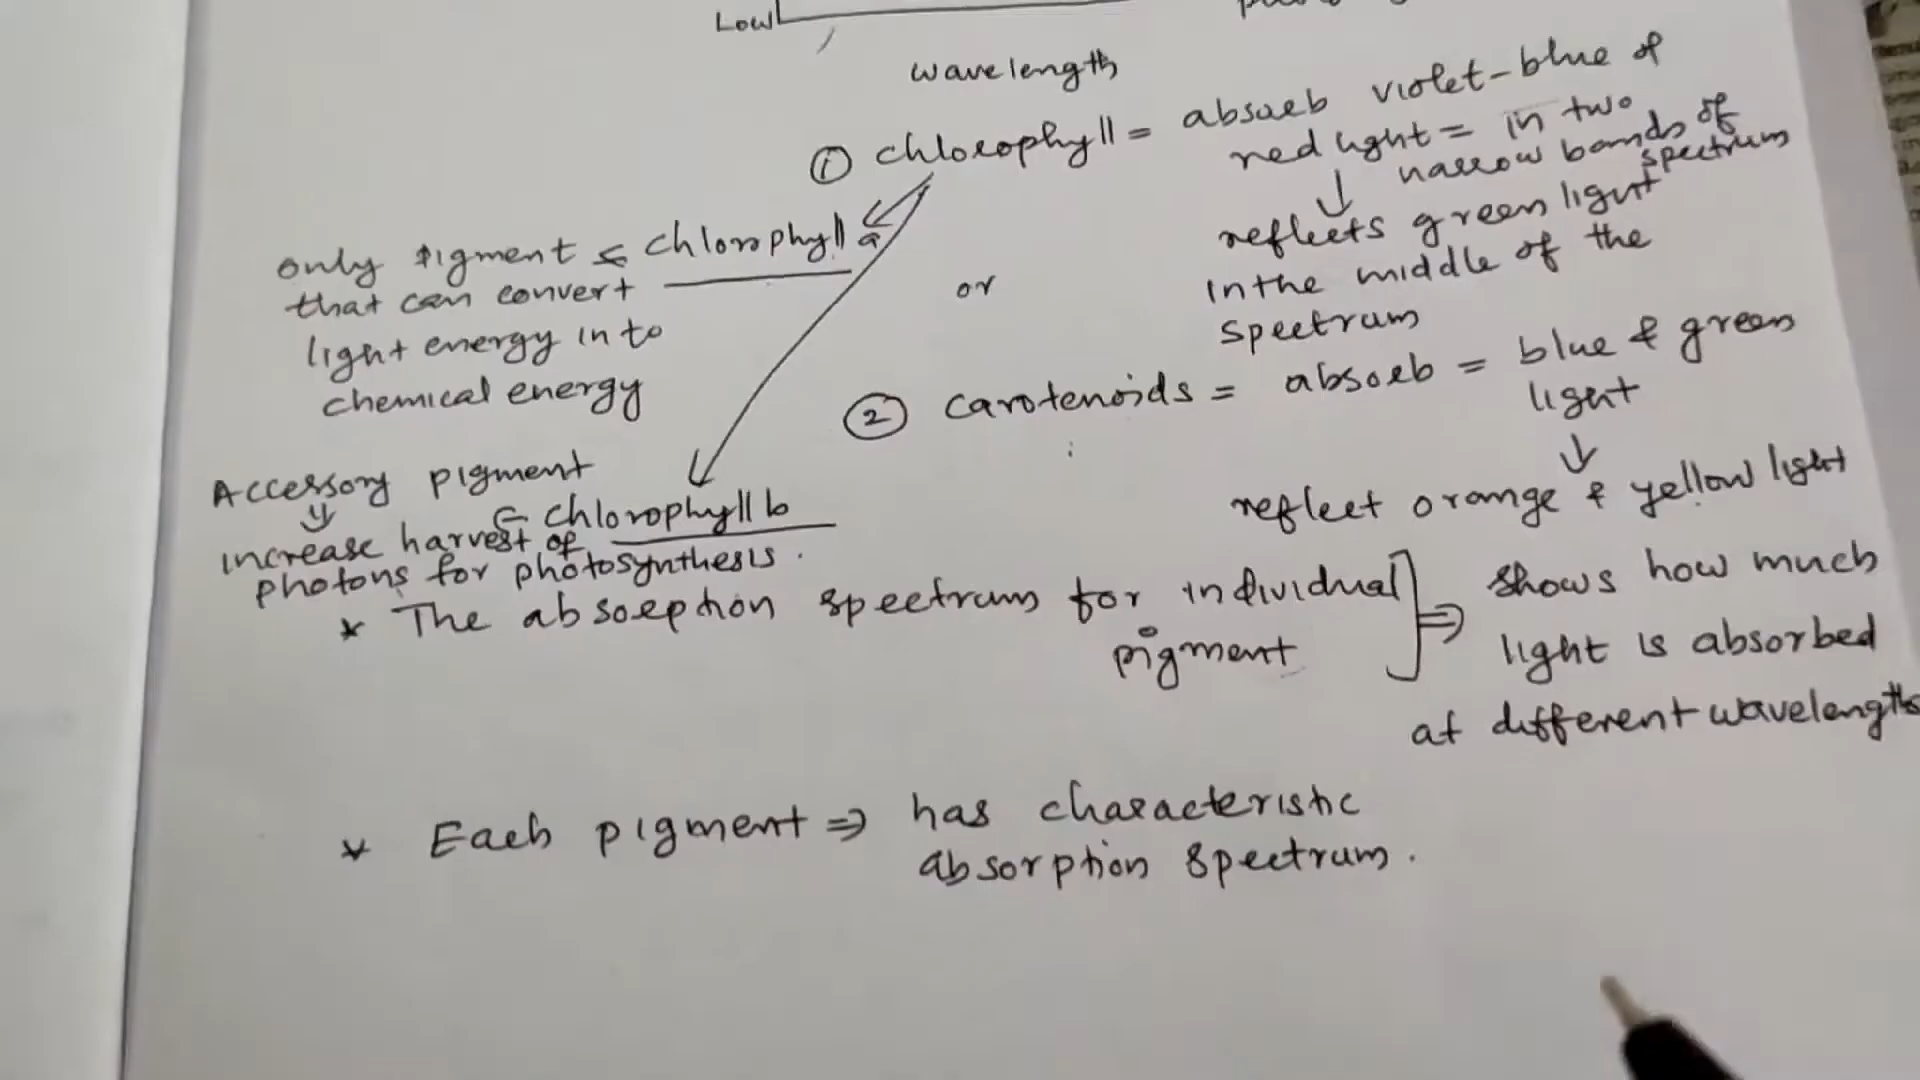 Low
wavelength
① chlorophyll = absorb violet-blue of
red light = in two
narrow bands of
spectrum
↓
reflects green light
in the middle of the
spectrum
chlorophyll a
only pigment
that can convert
light energy in to
chemical energy
or
② carotenoids = absorb = blue & green
light
↓
reflect orange & yellow light
Accessory pigment
⇓
chlorophyll b
increase harvest of
photons for photosynthesis.
* The absorption spectrum for individual
pigment
⇒ shows how much
light is absorbed
at different wavelengths
* Each pigment ⇒ has characteristic
absorption spectrum.